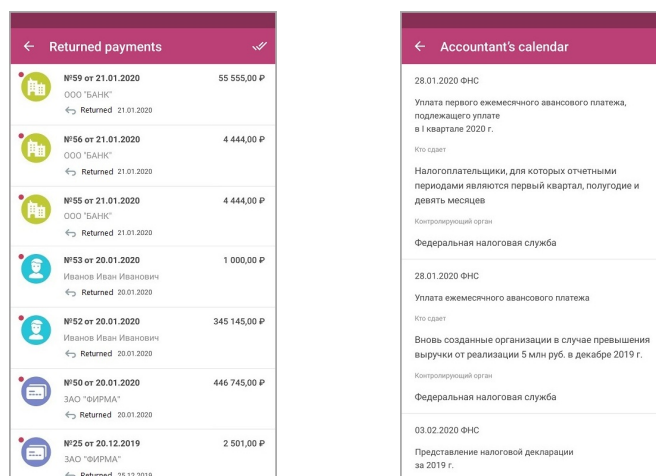 Returned payments
№59 от 21.01.2020 55 555,00 ₽
ООО "БАНК"
Returned 21.01.2020
№56 от 21.01.2020 4 444,00 ₽
ООО "БАНК"
Returned 21.01.2020
№55 от 21.01.2020 4 444,00 ₽
ООО "БАНК"
Returned 21.01.2020
№53 от 20.01.2020 1 000,00 ₽
Иванов Иван Иванович
Returned 20.01.2020
№52 от 20.01.2020 345 145,00 ₽
Иванов Иван Иванович
Returned 20.01.2020
№50 от 20.01.2020 446 745,00 ₽
ЗАО "ФИРМА"
Returned 20.01.2020
№25 от 20.12.2019 2 501,00 ₽
ЗАО "ФИРМА"
Returned 25.12.2019
Accountant's calendar
28.01.2020 ФНС
Уплата первого ежемесячного авансового платежа,
подлежащего уплате
в I квартале 2020 г.
Кто сдает
Налогоплательщики, для которых отчетными
периодами являются первый квартал, полугодие и
девять месяцев
Контролирующий орган
Федеральная налоговая служба
28.01.2020 ФНС
Уплата ежемесячного авансового платежа
Кто сдает
Вновь созданные организации в случае превышения
выручки от реализации 5 млн руб. в декабре 2019 г.
Контролирующий орган
Федеральная налоговая служба
03.02.2020 ФНС
Представление налоговой декларации
за 2019 г.